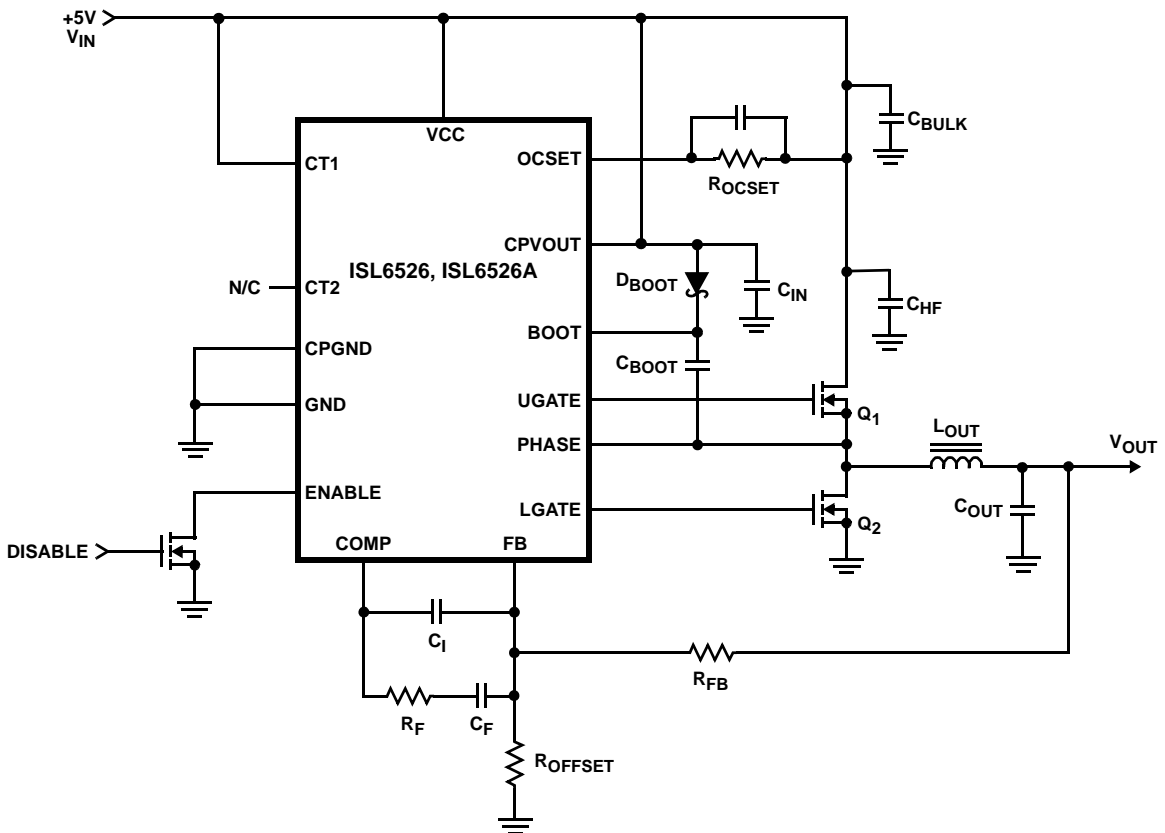 +5V
VIN
VCC
CT1
OCSET
CBULK
ROCSET
CPVOUT
ISL6526, ISL6526A
N/C
CT2
DBOOT
CIN
CHF
BOOT
CPGND
CBOOT
UGATE
GND
Q1
PHASE
LOUT
VOUT
ENABLE
LGATE
Q2
COUT
DISABLE
COMP
FB
CI
RFB
RF
CF
ROFFSET